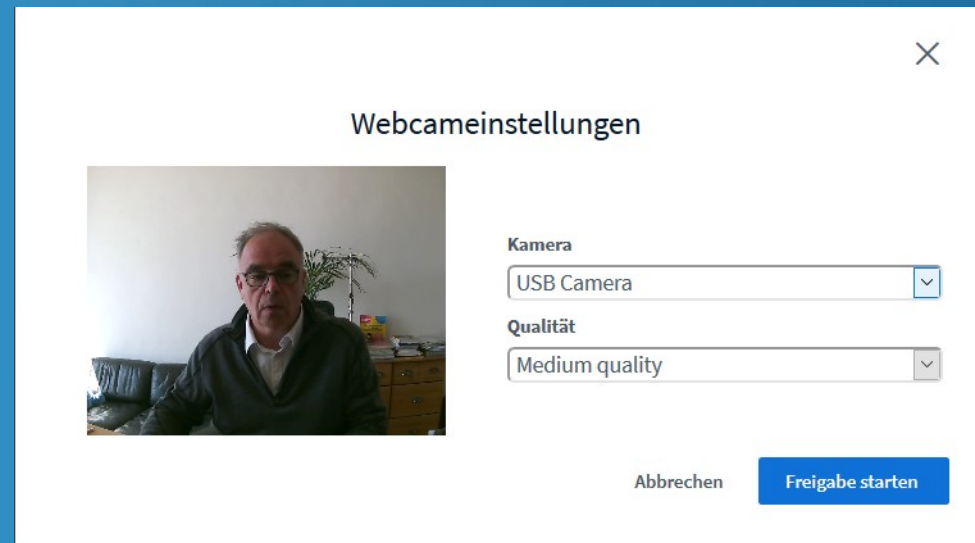 Webcameinstellungen
Kamera
USB Camera
Qualität
Medium quality
Abbrechen
Freigabe starten